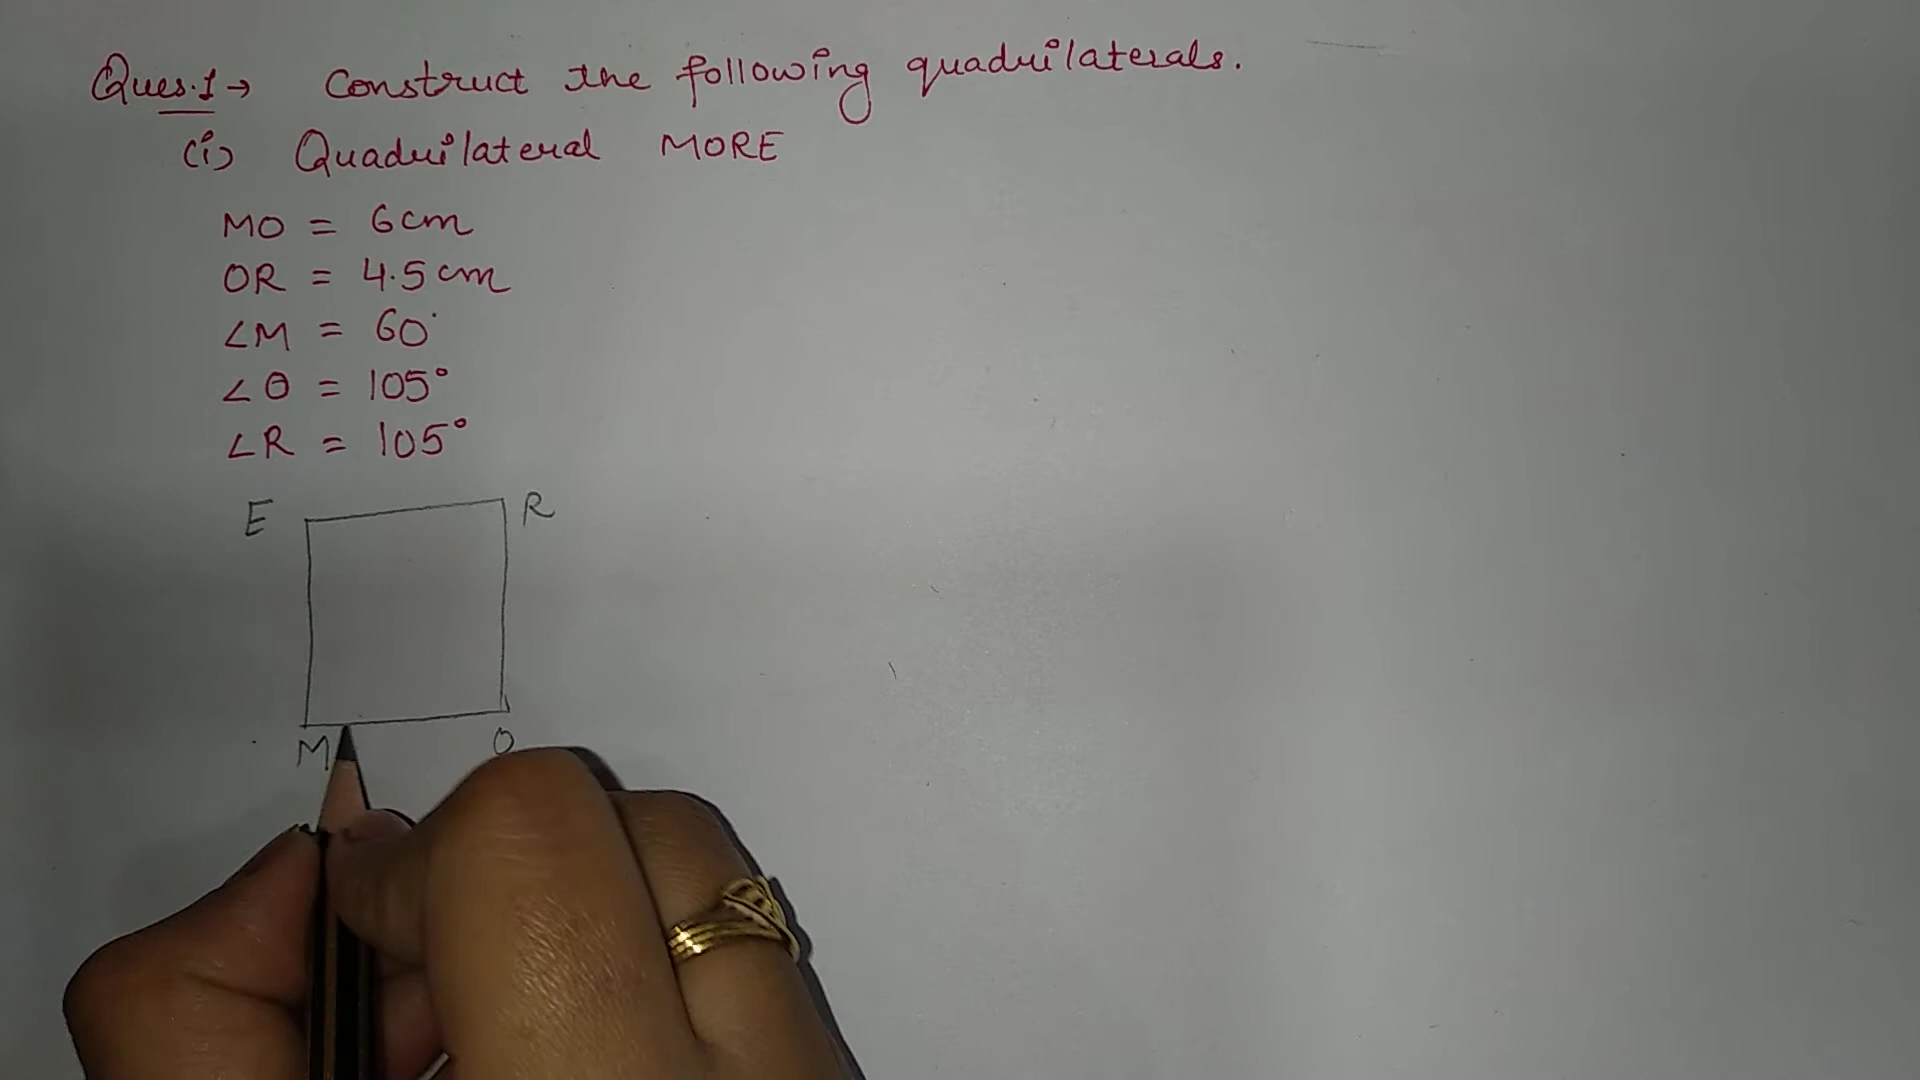 Ques.1→ Construct the following quadrilaterals.
(i) Quadrilateral MORE
MO = 6cm
OR = 4.5cm
∠M = 60°
∠O = 105°
∠R = 105°
E R
M O